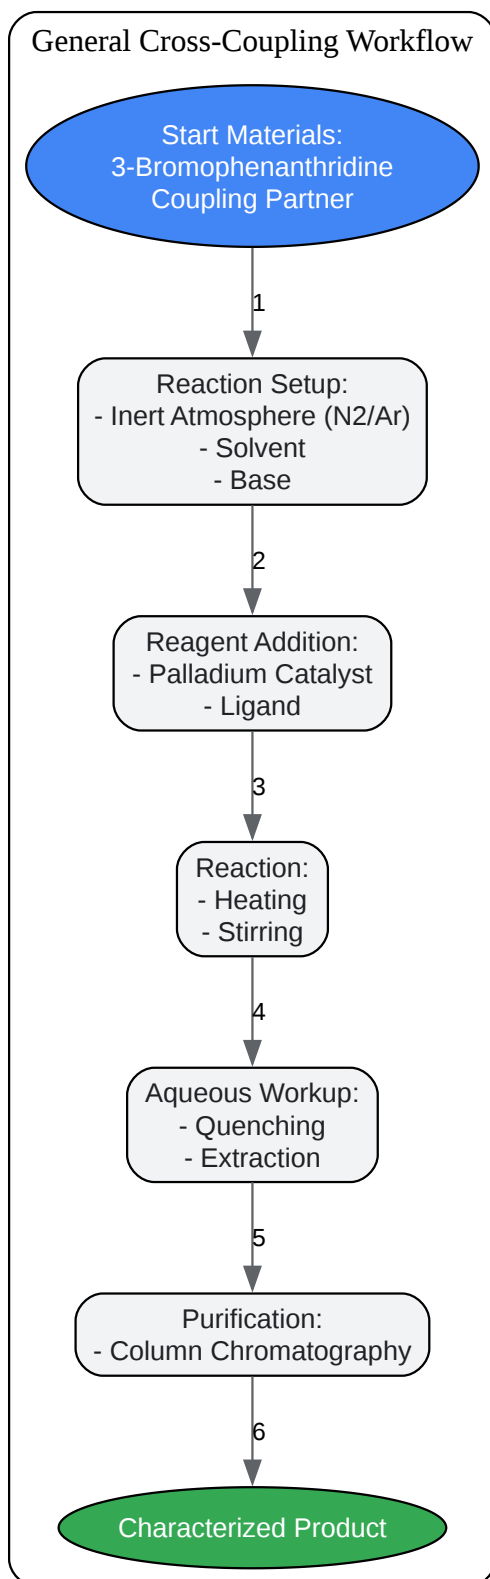 General Cross-Coupling Workflow
Start Materials:
3-Bromophenanthridine
Coupling Partner
1
Reaction Setup:
- Inert Atmosphere (N2/Ar)
- Solvent
- Base
2
Reagent Addition:
- Palladium Catalyst
- Ligand
3
Reaction:
- Heating
- Stirring
4
Aqueous Workup:
- Quenching
- Extraction
5
Purification:
- Column Chromatography
6
Characterized Product